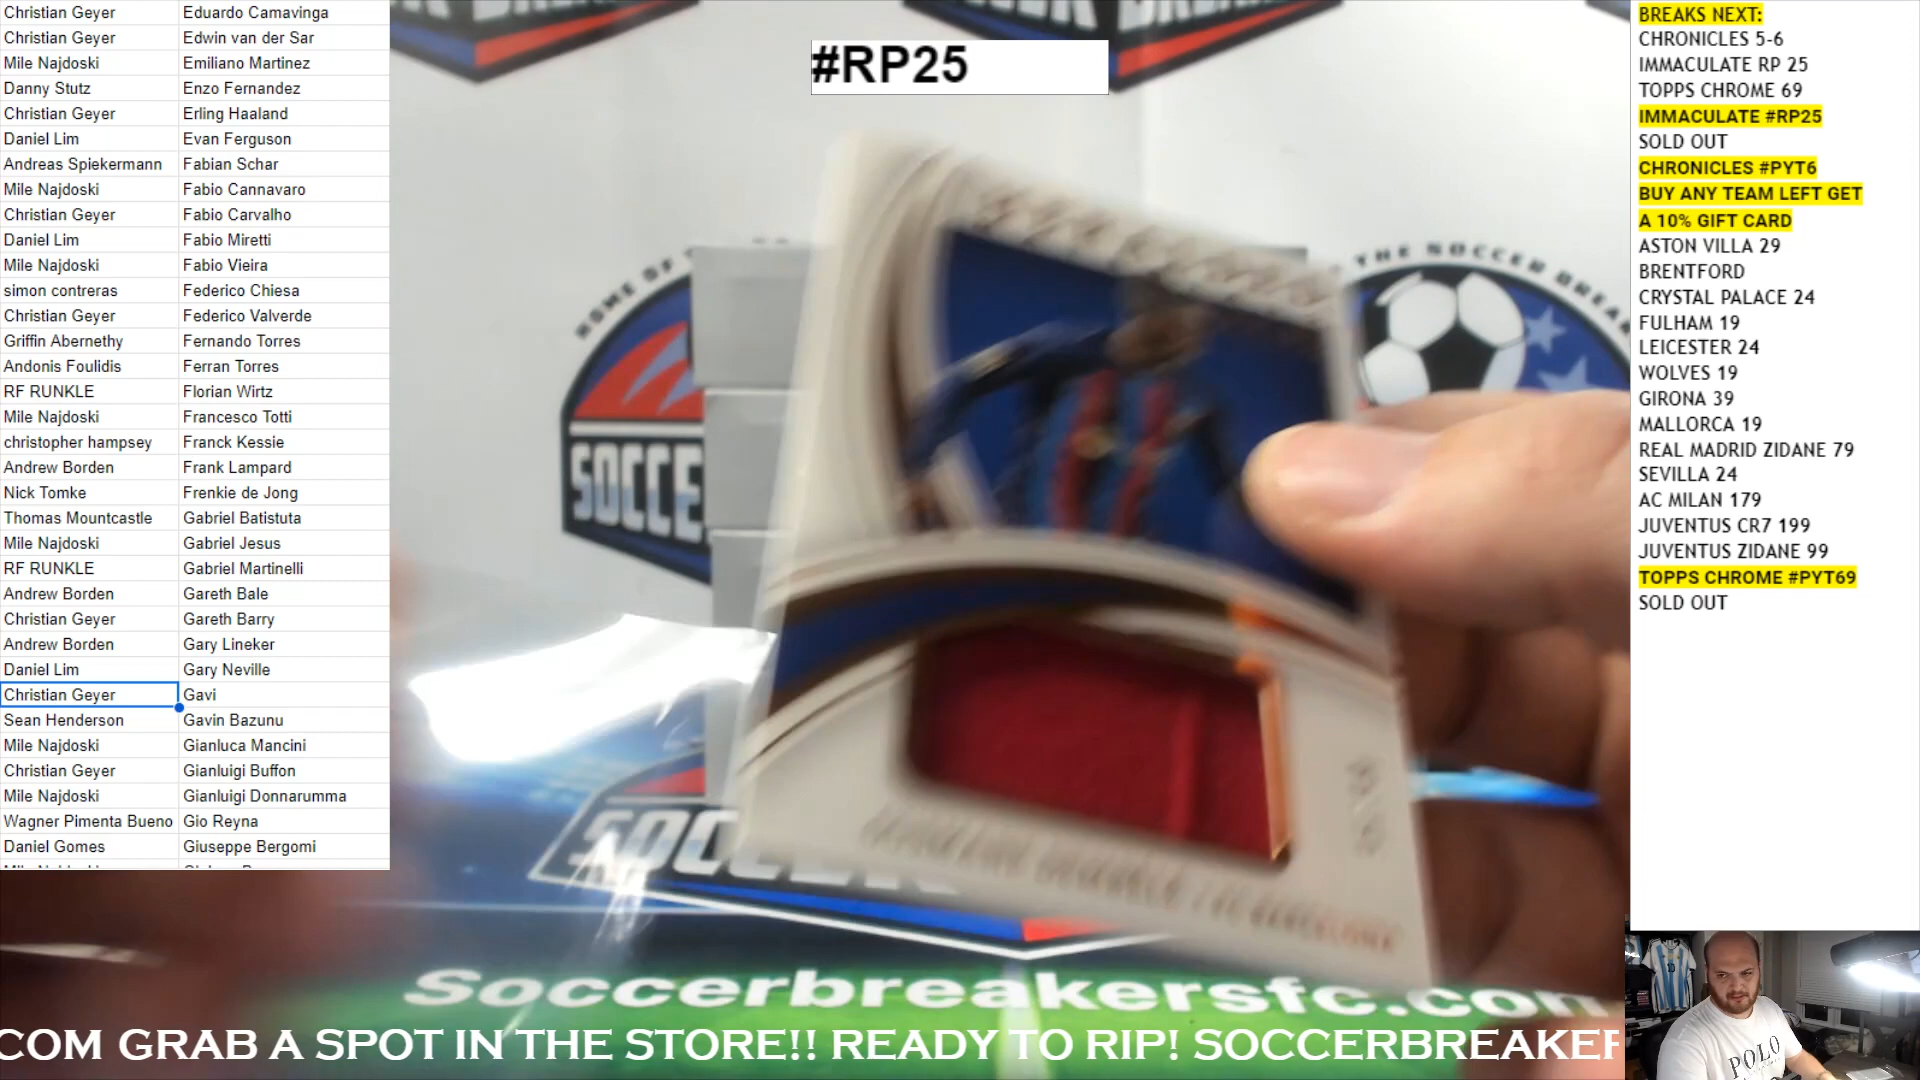 Christian Geyer Eduardo Camavinga
Christian Geyer Edwin van der Sar
Mile Najdoski Emiliano Martinez
Danny Stutz Enzo Fernandez
Christian Geyer Erling Haaland
Daniel Lim Evan Ferguson
Andreas Spiekermann Fabian Schar
Mile Najdoski Fabio Cannavaro
Christian Geyer Fabio Carvalho
Daniel Lim Fabio Miretti
Mile Najdoski Fabio Vieira
simon contreras Federico Chiesa
Christian Geyer Federico Valverde
Griffin Abernethy Fernando Torres
Andonis Foulidis Ferran Torres
RF RUNKLE Florian Wirtz
Mile Najdoski Francesco Totti
christopher hampsey Franck Kessie
Andrew Borden Frank Lampard
Nick Tomke Frenkie de Jong
Thomas Mountcastle Gabriel Batistuta
Mile Najdoski Gabriel Jesus
RF RUNKLE Gabriel Martinelli
Andrew Borden Gareth Bale
Christian Geyer Gareth Barry
Andrew Borden Gary Lineker
Daniel Lim Gary Neville
Christian Geyer Gavi
Sean Henderson Gavin Bazunu
Mile Najdoski Gianluca Mancini
Christian Geyer Gianluigi Buffon
Mile Najdoski Gianluigi Donnarumma
Wagner Pimenta Bueno Gio Reyna
Daniel Gomes Giuseppe Bergomi
#RP25
HOME OF
THE SOCCER BREA
SOCCE
SOC
FC BARCELONA
Soccerbreakersfc.com
COM GRAB A SPOT IN THE STORE!! READY TO RIP! SOCCERBREAKER
BREAKS NEXT:
CHRONICLES 5-6
IMMACULATE RP 25
TOPPS CHROME 69
IMMACULATE #RP25
SOLD OUT
CHRONICLES #PYT6
BUY ANY TEAM LEFT GET
A 10% GIFT CARD
ASTON VILLA 29
BRENTFORD
CRYSTAL PALACE 24
FULHAM 19
LEICESTER 24
WOLVES 19
GIRONA 39
MALLORCA 19
REAL MADRID ZIDANE 79
SEVILLA 24
AC MILAN 179
JUVENTUS CR7 199
JUVENTUS ZIDANE 99
TOPPS CHROME #PYT69
SOLD OUT
POLO